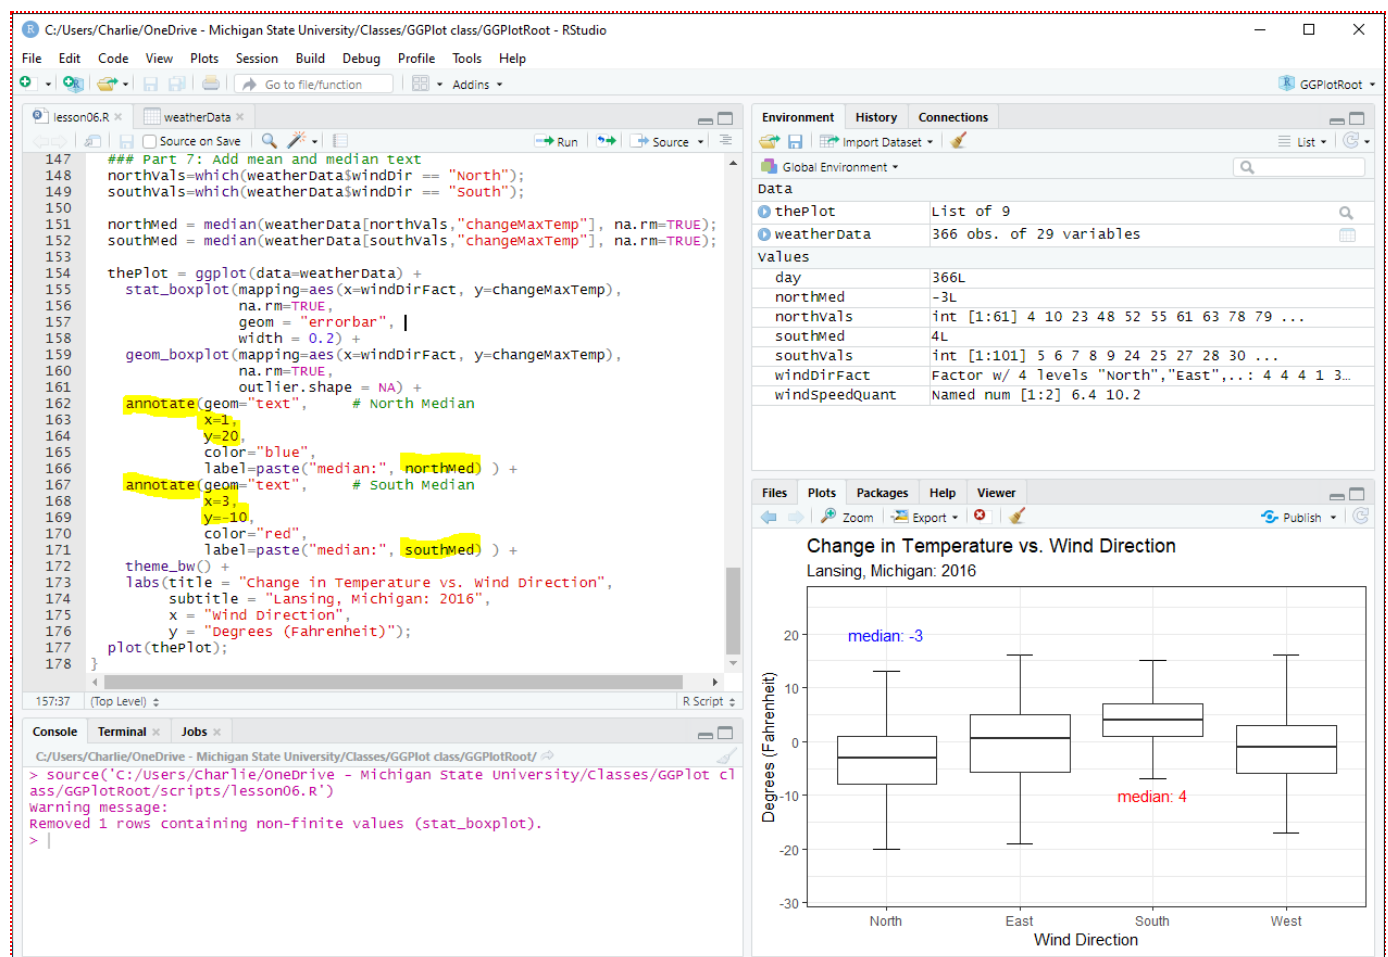 C:/Users/Charlie/OneDrive - Michigan State University/Classes/GGPlot class/GGPlotRoot - RStudio
File Edit Code View Plots Session Build Debug Profile Tools Help
Go to file/function Addins GGPlotRoot
lesson06.R weatherData
Source on Save Run Source
147 ### Part 7: Add mean and median text
148 northVals=which(weatherData$windDir == "North");
149 southVals=which(weatherData$windDir == "South");
150
151 northMed = median(weatherData[northVals,"changeMaxTemp"], na.rm=TRUE);
152 southMed = median(weatherData[southVals,"changeMaxTemp"], na.rm=TRUE);
153
154 thePlot = ggplot(data=weatherData) +
155 stat_boxplot(mapping=aes(x=windDirFact, y=changeMaxTemp),
156 na.rm=TRUE,
157 geom = "errorbar",
158 width = 0.2) +
159 geom_boxplot(mapping=aes(x=windDirFact, y=changeMaxTemp),
160 na.rm=TRUE,
161 outlier.shape = NA) +
162 annotate(geom="text", # North Median
163 x=1,
164 y=20,
165 color="blue",
166 label=paste("median:", northMed) ) +
167 annotate(geom="text", # South Median
168 x=3,
169 y=-10,
170 color="red",
171 label=paste("median:", southMed) ) +
172 theme_bw() +
173 labs(title = "Change in Temperature vs. Wind Direction",
174 subtitle = "Lansing, Michigan: 2016",
175 x = "Wind Direction",
176 y = "Degrees (Fahrenheit)");
177 plot(thePlot);
178 }
157:37 (Top Level) R Script
Console Terminal Jobs
C:/Users/Charlie/OneDrive - Michigan State University/Classes/GGPlot class/GGPlotRoot/
> source('C:/Users/Charlie/OneDrive - Michigan State University/Classes/GGPlot cl
ass/GGPlotRoot/scripts/lesson06.R')
Warning message:
Removed 1 rows containing non-finite values (stat_boxplot).
>
Environment History Connections
Import Dataset List
Global Environment
Data
thePlot List of 9
weatherData 366 obs. of 29 variables
Values
day 366L
northMed -3L
northVals int [1:61] 4 10 23 48 52 55 61 63 78 79 ...
southMed 4L
southVals int [1:101] 5 6 7 8 9 24 25 27 28 30 ...
windDirFact Factor w/ 4 levels "North","East",..: 4 4 4 1 3…
windSpeedQuant Named num [1:2] 6.4 10.2
Files Plots Packages Help Viewer
Zoom Export Publish
Change in Temperature vs. Wind Direction
Lansing, Michigan: 2016
Degrees (Fahrenheit)
20
10
0
-10
-20
-30
median: -3
median: 4
North East South West
Wind Direction